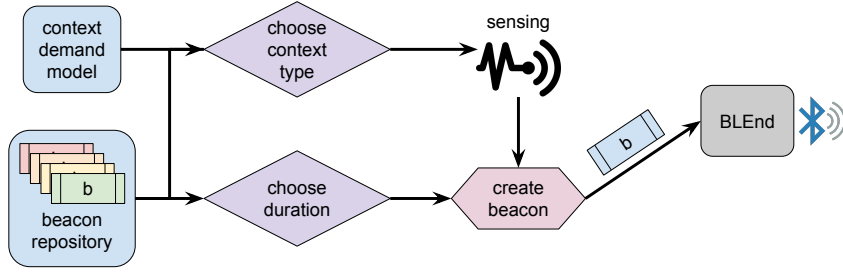 context
demand
model
choose
context
type
sensing
BLEnd
b
b
beacon
repository
choose
duration
create
beacon